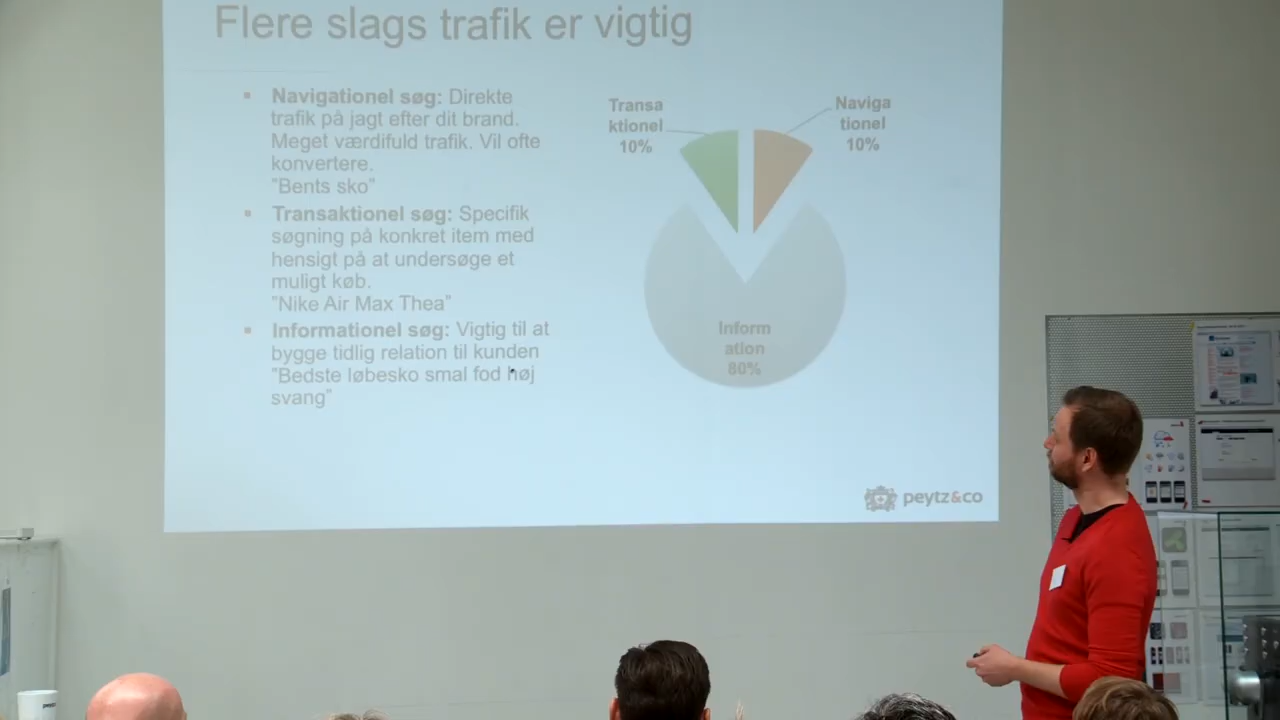 Flere slags trafik er vigtig
▪ Navigationel søg: Direkte
trafik på jagt efter dit brand.
Meget værdifuld trafik. Vil ofte
konvertere.
"Bents sko"
▪ Transaktionel søg: Specifik
søgning på konkret item med
hensigt på at undersøge et
muligt køb.
"Nike Air Max Thea"
▪ Informationel søg: Vigtig til at
bygge tidlig relation til kunden
"Bedste løbesko smal fod høj
svang"
Transa
ktionel
10%
Naviga
tionel
10%
Inform
ation
80%
peytz&co